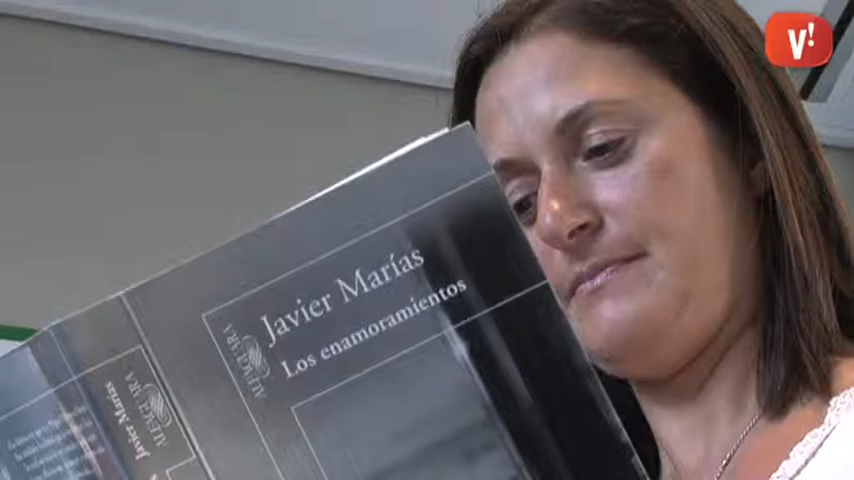 V!
Javier Marías
Los enamoramientos
ALFAGUARA
ALFAGUARA
Javier Marías